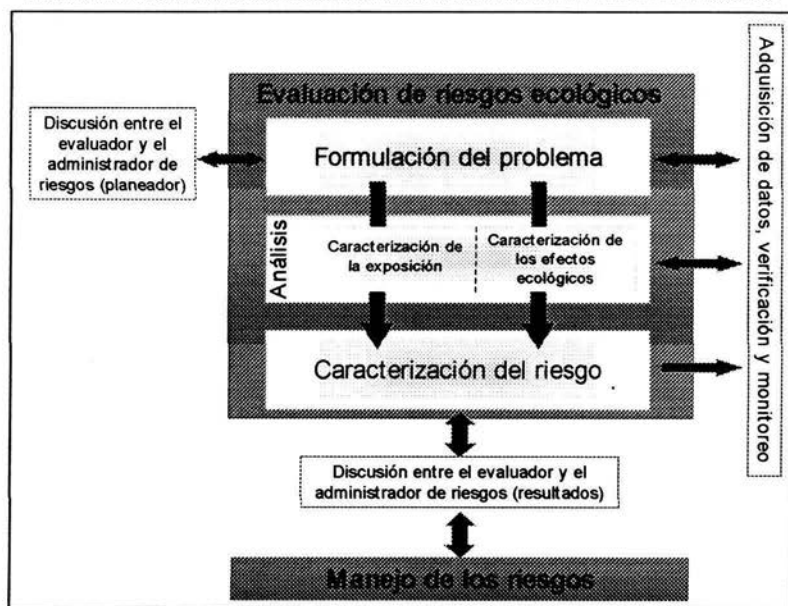 Evaluación de riesgos ecológicos
Discusión entre el
evaluador y el
administrador de
riesgos (planeador)
Formulación del problema
Análisis
Caracterización de
la exposición
Caracterización de
los efectos
ecológicos
Caracterización del riesgo
Adquisición de datos, verificación y monitoreo
Discusión entre el evaluador y el
administrador de riesgos (resultados)
Manejo de los riesgos